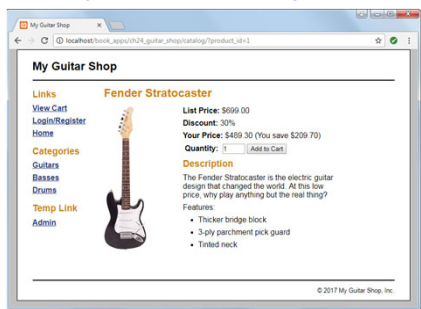 My Guitar Shop
localhost/book_apps/ch24_guitar_shop/catalog/?product_id=1
My Guitar Shop
Links
View Cart
Login/Register
Home
Categories
Guitars
Basses
Drums
Temp Link
Admin
Fender Stratocaster
List Price: $699.00
Discount: 30%
Your Price: $489.30 (You save $209.70)
Quantity: 1 Add to Cart
Description
The Fender Stratocaster is the electric guitar
design that changed the world. At this low
price, why play anything but the real thing?
Features:
• Thicker bridge block
• 3-ply parchment pick guard
• Tinted neck
© 2017 My Guitar Shop, Inc.